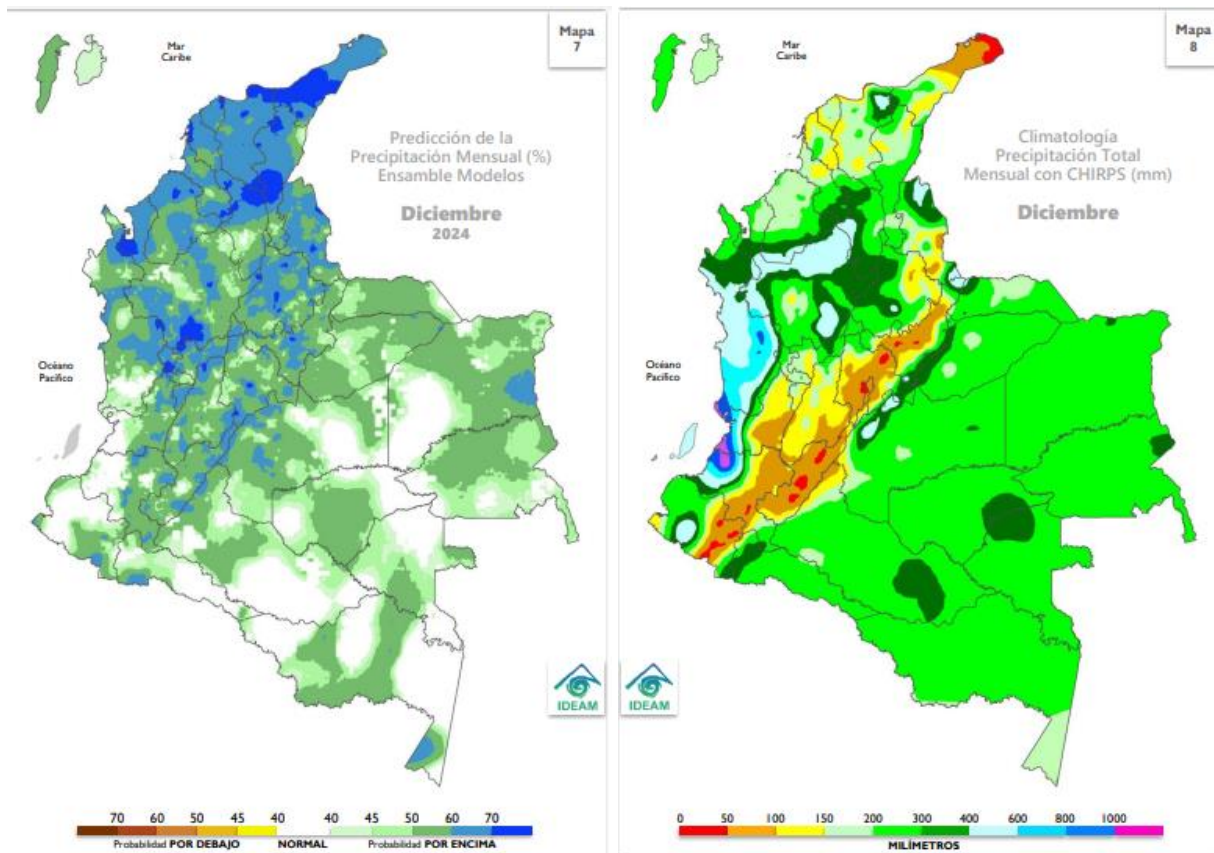 Mapa
7
Mar
Caribe
Predicción de la
Precipitación Mensual (%)
Ensamble Modelos
Diciembre
2024
Océano
Pacífico
IDEAM
70 60 50 45 40 40 45 50 60 70
Probabilidad POR DEBAJO NORMAL Probabilidad POR ENCIMA
Mapa
8
Mar
Caribe
Climatología
Precipitación Total
Mensual con CHIRPS (mm)
Diciembre
Océano
Pacífico
IDEAM
0 50 100 150 200 300 400 600 800 1000
MILÍMETROS